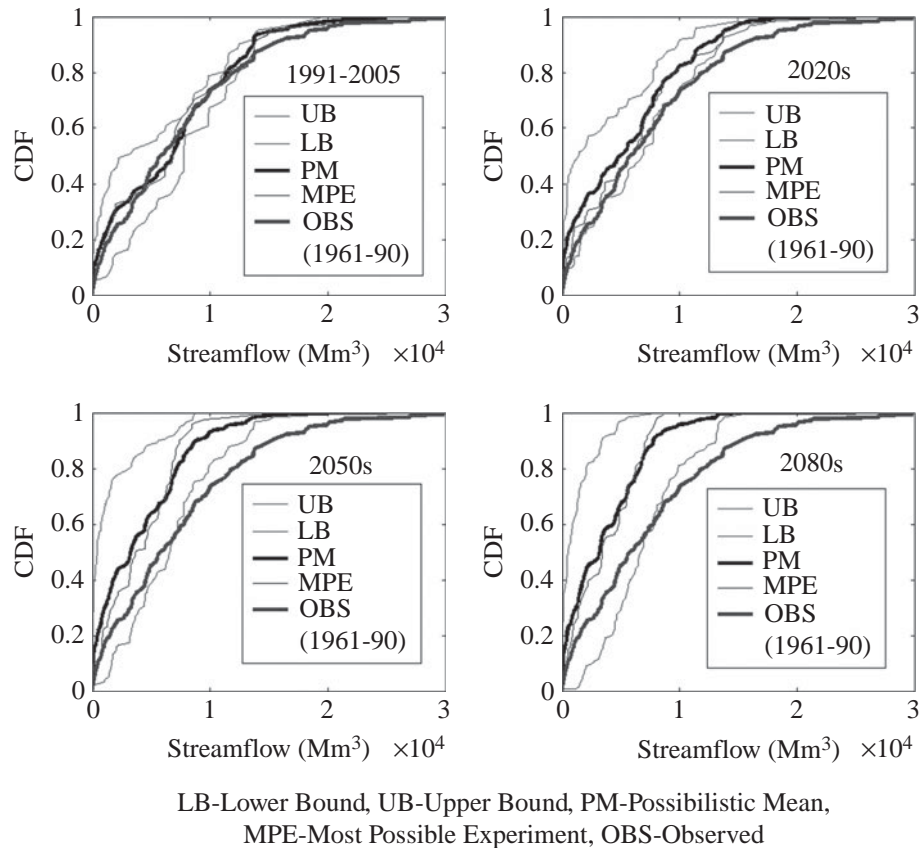 1
0.8
0.6
0.4
0.2
0
CDF
1991-2005
UB
LB
PM
MPE
OBS
(1961-90)
0 1 2 3
Streamflow (Mm³) ×10⁴
1
0.8
0.6
0.4
0.2
0
CDF
2020s
UB
LB
PM
MPE
OBS
(1961-90)
0 1 2 3
Streamflow (Mm³) ×10⁴
1
0.8
0.6
0.4
0.2
0
CDF
2050s
UB
LB
PM
MPE
OBS
(1961-90)
0 1 2 3
Streamflow (Mm³) ×10⁴
1
0.8
0.6
0.4
0.2
0
CDF
2080s
UB
LB
PM
MPE
OBS
(1961-90)
0 1 2 3
Streamflow (Mm³) ×10⁴
LB-Lower Bound, UB-Upper Bound, PM-Possibilistic Mean,
MPE-Most Possible Experiment, OBS-Observed